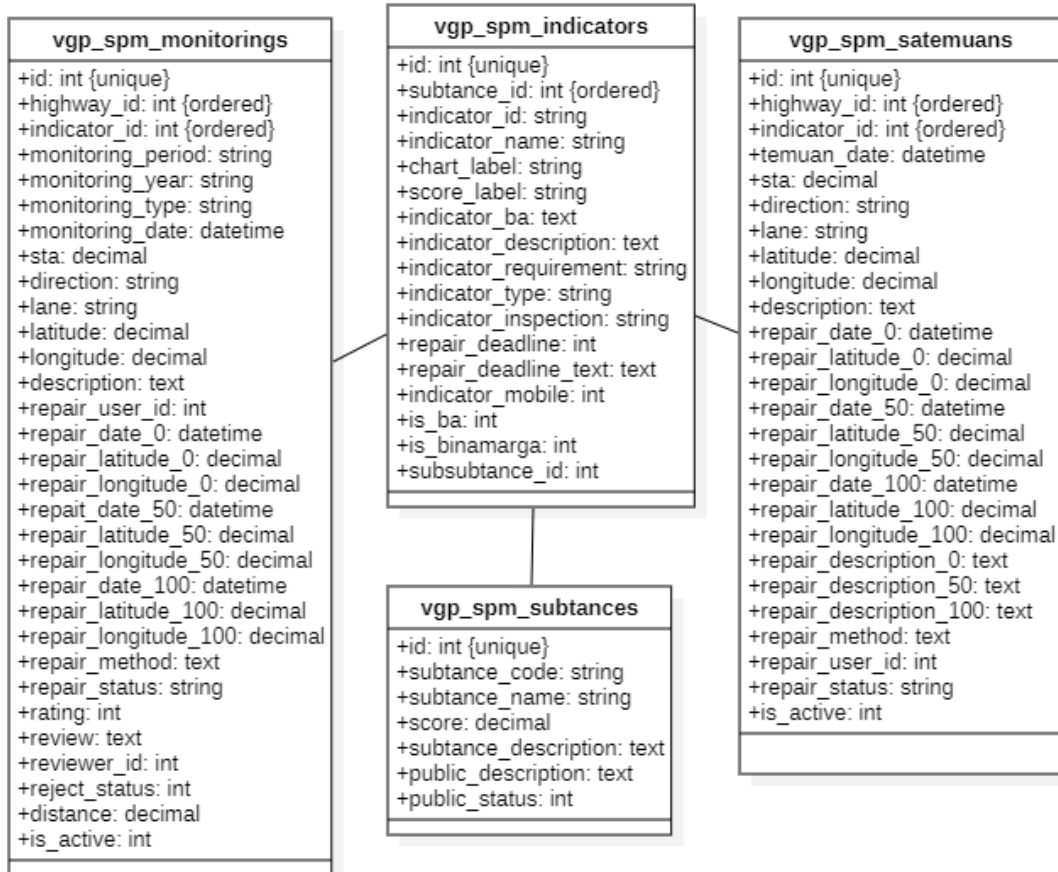 vgp_spm_monitorings
+id: int {unique}
+highway_id: int {ordered}
+indicator_id: int {ordered}
+monitoring_period: string
+monitoring_year: string
+monitoring_type: string
+monitoring_date: datetime
+sta: decimal
+direction: string
+lane: string
+latitude: decimal
+longitude: decimal
+description: text
+repair_user_id: int
+repair_date_0: datetime
+repair_latitude_0: decimal
+repair_longitude_0: decimal
+repait_date_50: datetime
+repair_latitude_50: decimal
+repair_longitude_50: decimal
+repair_date_100: datetime
+repair_latitude_100: decimal
+repair_longitude_100: decimal
+repair_method: text
+repair_status: string
+rating: int
+review: text
+reviewer_id: int
+reject_status: int
+distance: decimal
+is_active: int
vgp_spm_indicators
+id: int {unique}
+subtance_id: int {ordered}
+indicator_id: string
+indicator_name: string
+chart_label: string
+score_label: string
+indicator_ba: text
+indicator_description: text
+indicator_requirement: string
+indicator_type: string
+indicator_inspection: string
+repair_deadline: int
+repair_deadline_text: text
+indicator_mobile: int
+is_ba: int
+is_binamarga: int
+subsubtance_id: int
vgp_spm_subtances
+id: int {unique}
+subtance_code: string
+subtance_name: string
+score: decimal
+subtance_description: text
+public_description: text
+public_status: int
vgp_spm_satemuans
+id: int {unique}
+highway_id: int {ordered}
+indicator_id: int {ordered}
+temuan_date: datetime
+sta: decimal
+direction: string
+lane: string
+latitude: decimal
+longitude: decimal
+description: text
+repair_date_0: datetime
+repair_latitude_0: decimal
+repair_longitude_0: decimal
+repair_date_50: datetime
+repair_latitude_50: decimal
+repair_longitude_50: decimal
+repair_date_100: datetime
+repair_latitude_100: decimal
+repair_longitude_100: decimal
+repair_description_0: text
+repair_description_50: text
+repair_description_100: text
+repair_method: text
+repair_user_id: int
+repair_status: string
+is_active: int